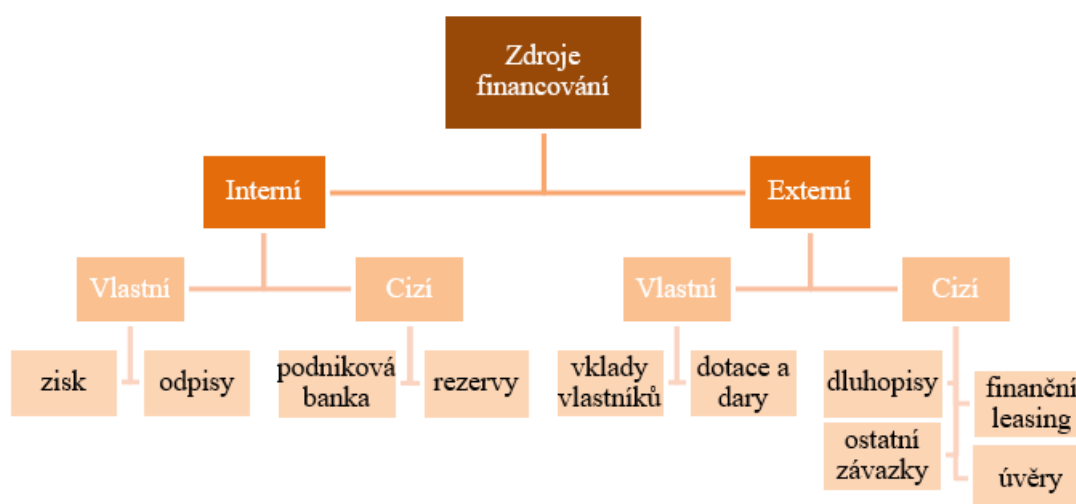 Zdroje
financování
Interní
Externí
Vlastní
Cizí
Vlastní
Cizí
zisk
odpisy
podniková
banka
rezervy
vklady
vlastníků
dotace a
dary
dluhopisy
finanční
leasing
ostatní
závazky
úvěry